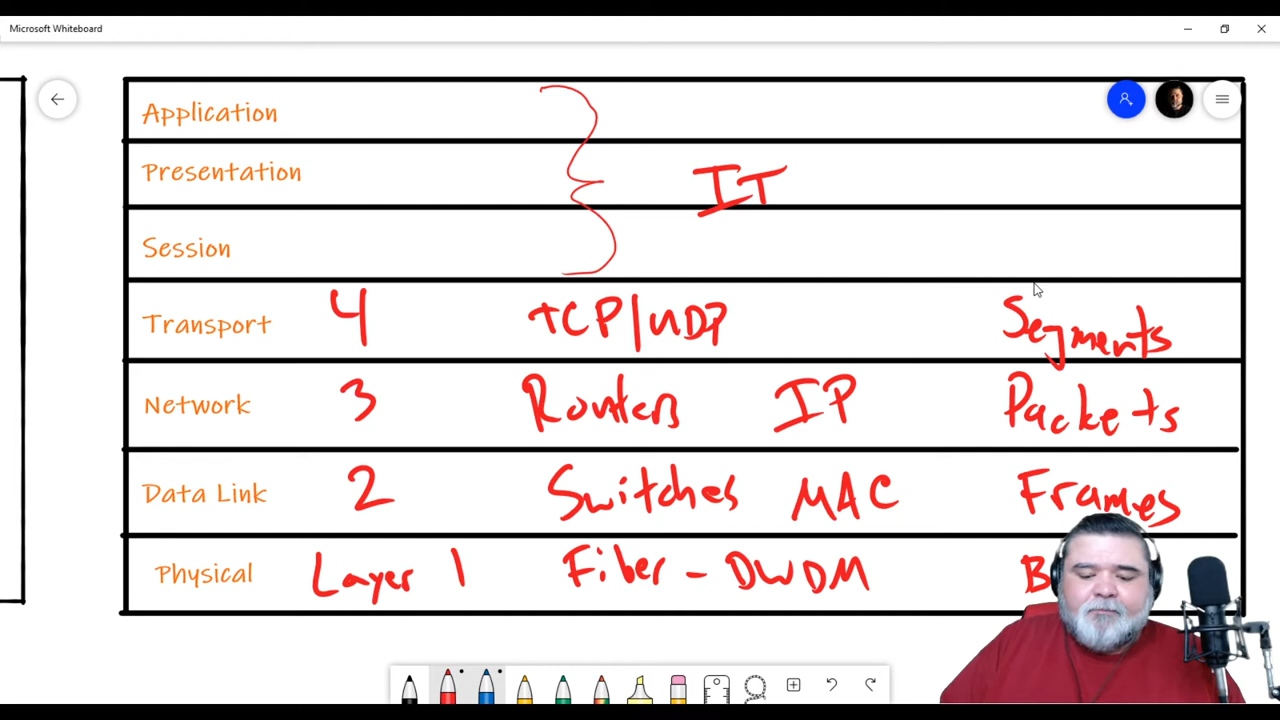 Microsoft Whiteboard
Application
Presentation
IT
Session
Transport 4 TCP/UDP Segments
Network 3 Routers IP Packets
Data Link 2 Switches MAC Frames
Physical Layer 1 Fiber - DWDM